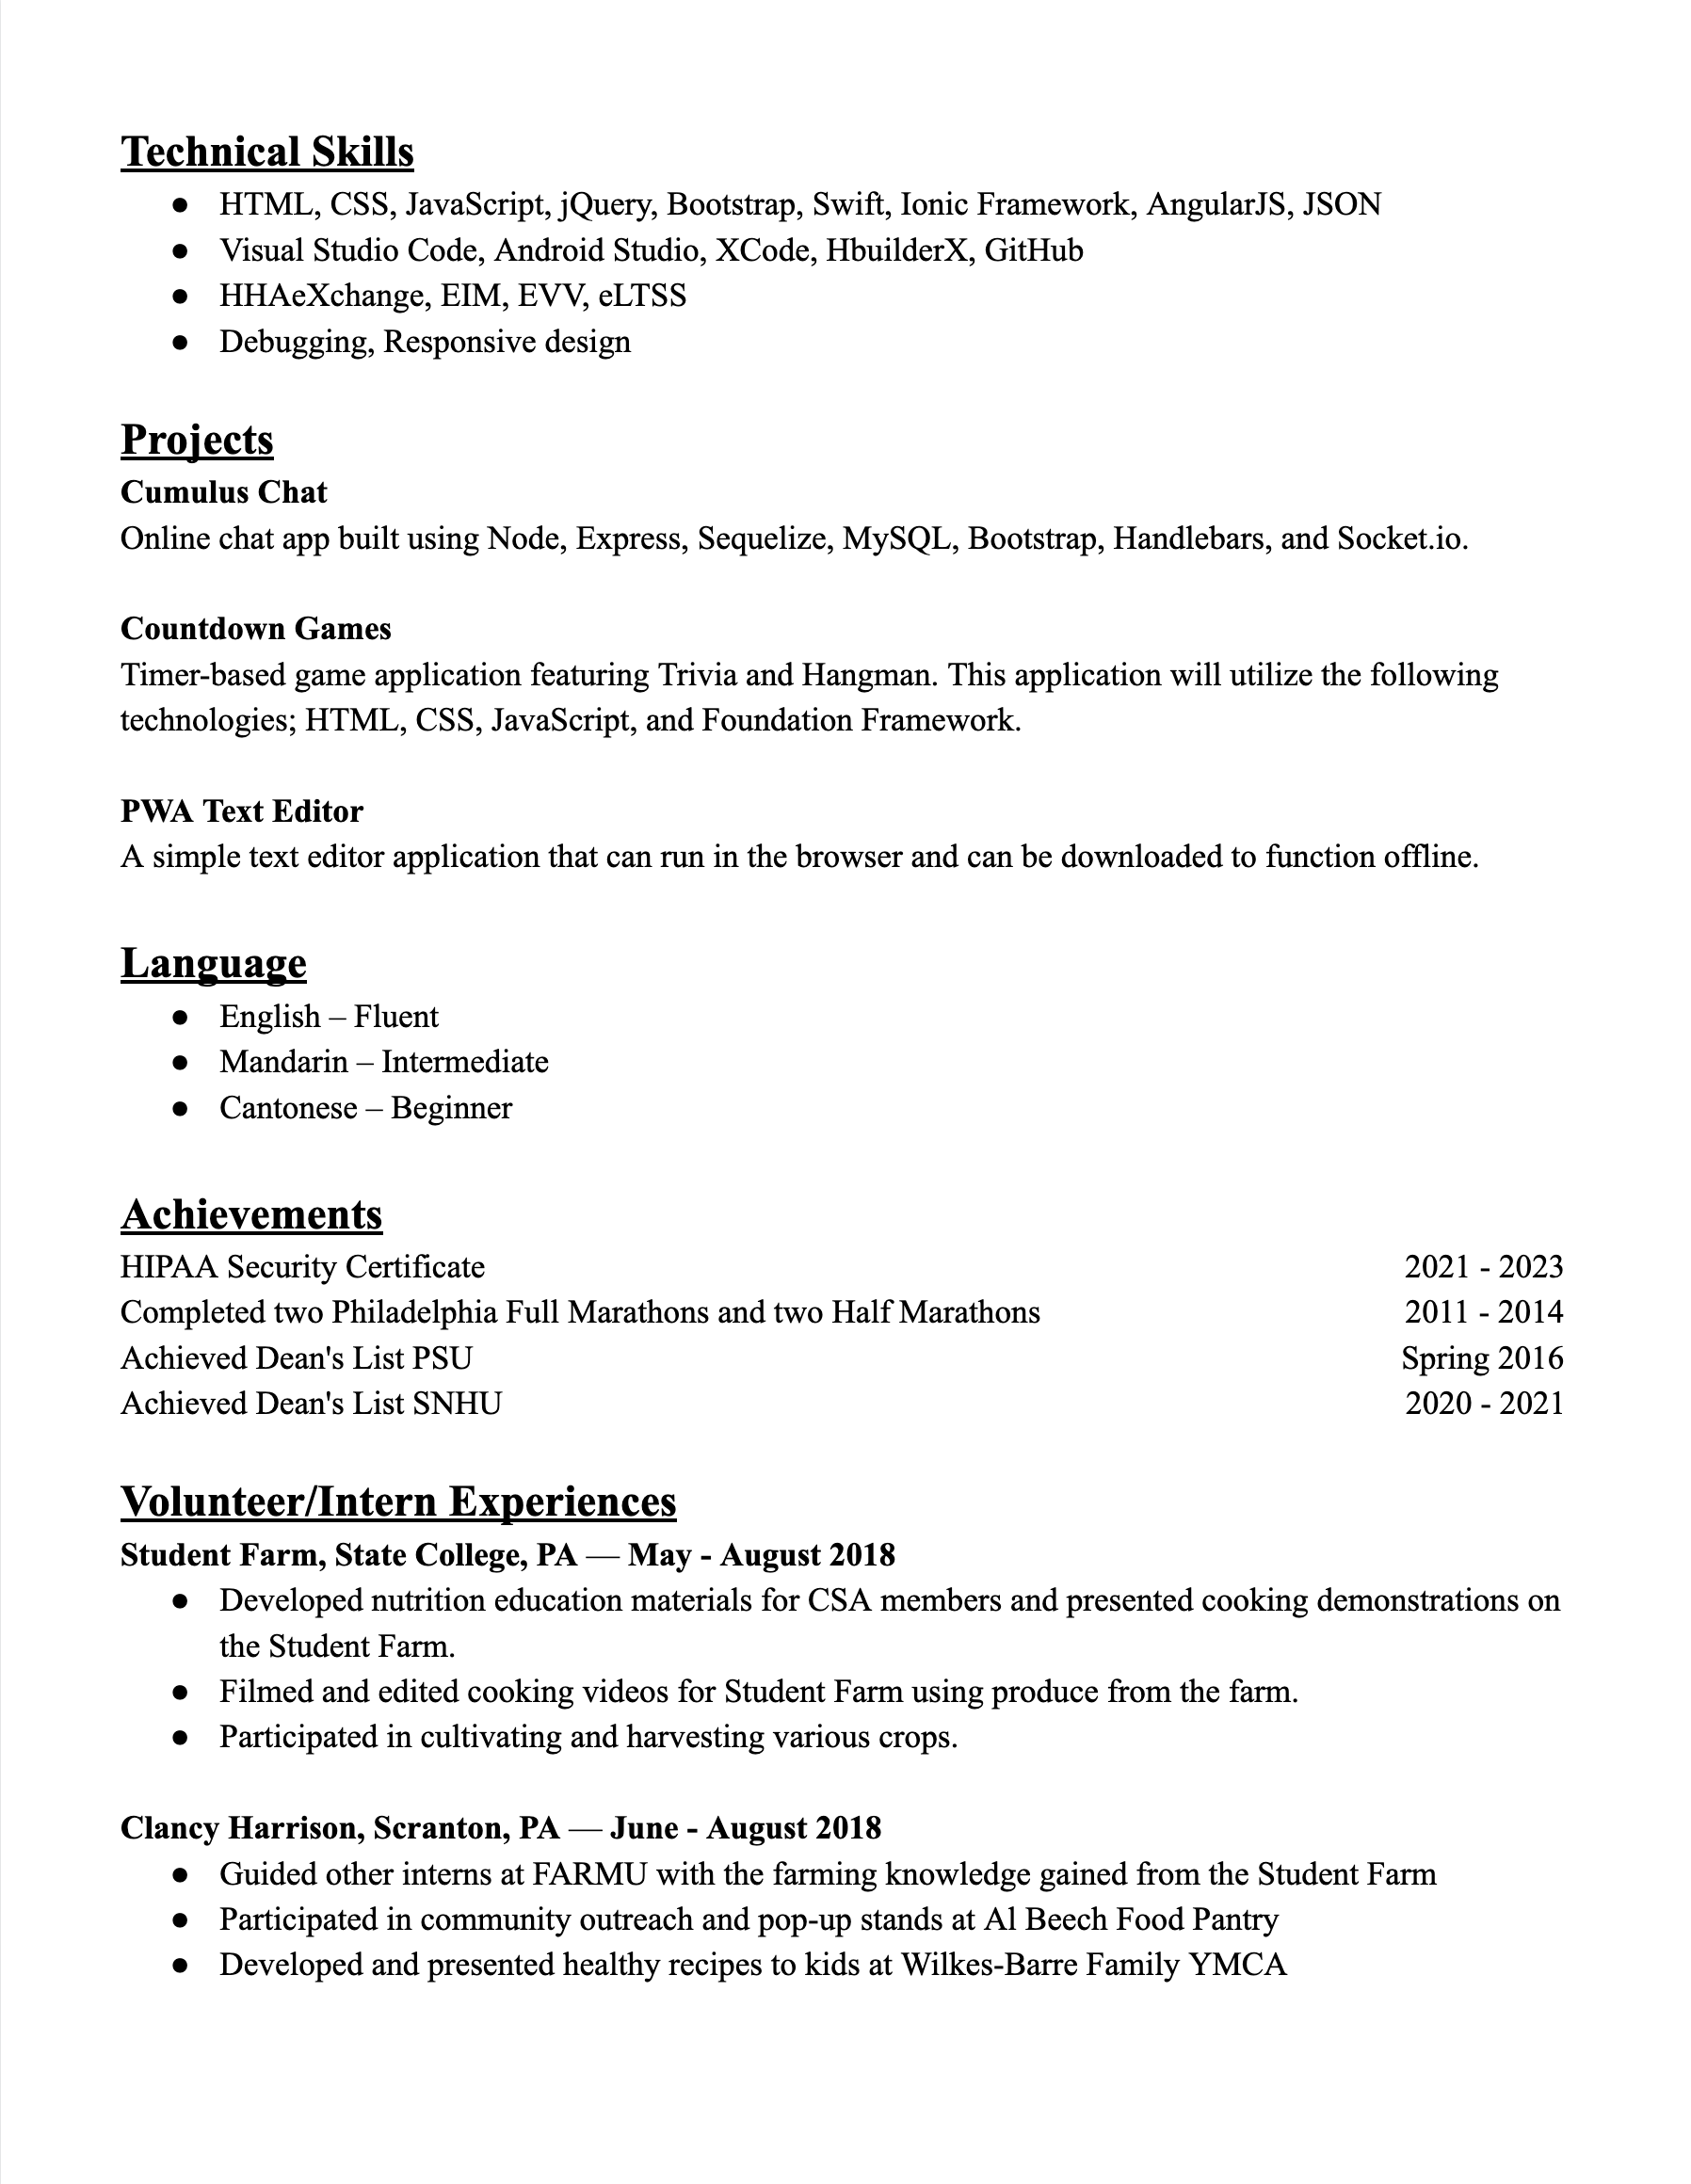 Technical Skills
● HTML, CSS, JavaScript, jQuery, Bootstrap, Swift, Ionic Framework, AngularJS, JSON
● Visual Studio Code, Android Studio, XCode, HbuilderX, GitHub
● HHAeXchange, EIM, EVV, eLTSS
● Debugging, Responsive design
Projects
Cumulus Chat
Online chat app built using Node, Express, Sequelize, MySQL, Bootstrap, Handlebars, and Socket.io.
Countdown Games
Timer-based game application featuring Trivia and Hangman. This application will utilize the following
technologies; HTML, CSS, JavaScript, and Foundation Framework.
PWA Text Editor
A simple text editor application that can run in the browser and can be downloaded to function offline.
Language
● English – Fluent
● Mandarin – Intermediate
● Cantonese – Beginner
Achievements
HIPAA Security Certificate 2021 - 2023
Completed two Philadelphia Full Marathons and two Half Marathons 2011 - 2014
Achieved Dean's List PSU Spring 2016
Achieved Dean's List SNHU 2020 - 2021
Volunteer/Intern Experiences
Student Farm, State College, PA — May - August 2018
● Developed nutrition education materials for CSA members and presented cooking demonstrations on
the Student Farm.
● Filmed and edited cooking videos for Student Farm using produce from the farm.
● Participated in cultivating and harvesting various crops.
Clancy Harrison, Scranton, PA — June - August 2018
● Guided other interns at FARMU with the farming knowledge gained from the Student Farm
● Participated in community outreach and pop-up stands at Al Beech Food Pantry
● Developed and presented healthy recipes to kids at Wilkes-Barre Family YMCA